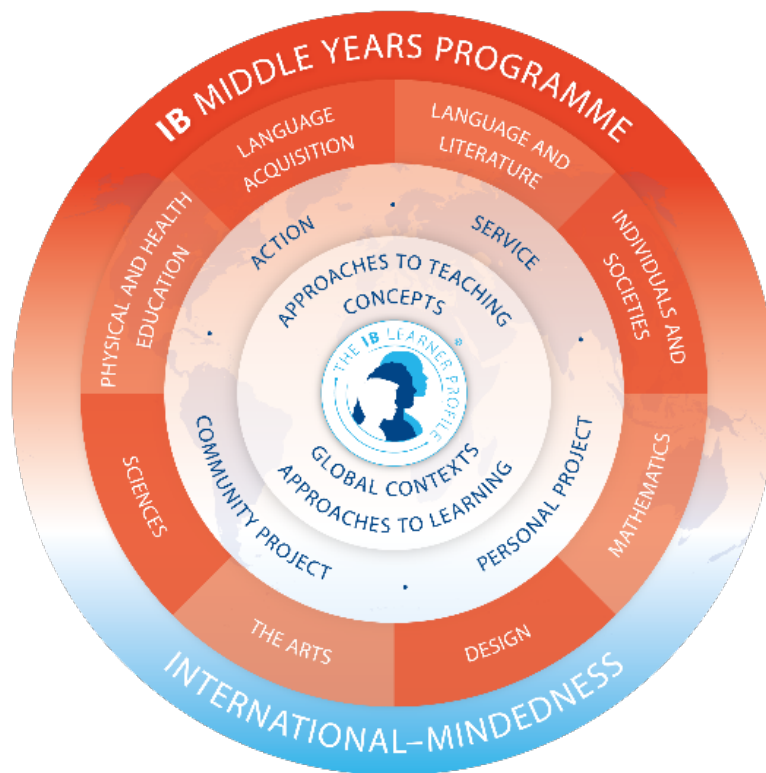 IB MIDDLE YEARS PROGRAMME
LANGUAGE
ACQUISITION
LANGUAGE AND
LITERATURE
INDIVIDUALS AND
SOCIETIES
MATHEMATICS
DESIGN
THE ARTS
SCIENCES
PHYSICAL AND HEALTH
EDUCATION
ACTION
SERVICE
PERSONAL PROJECT
COMMUNITY PROJECT
APPROACHES TO TEACHING
CONCEPTS
THE IB LEARNER PROFILE
®
GLOBAL CONTEXTS
APPROACHES TO LEARNING
INTERNATIONAL–MINDEDNESS